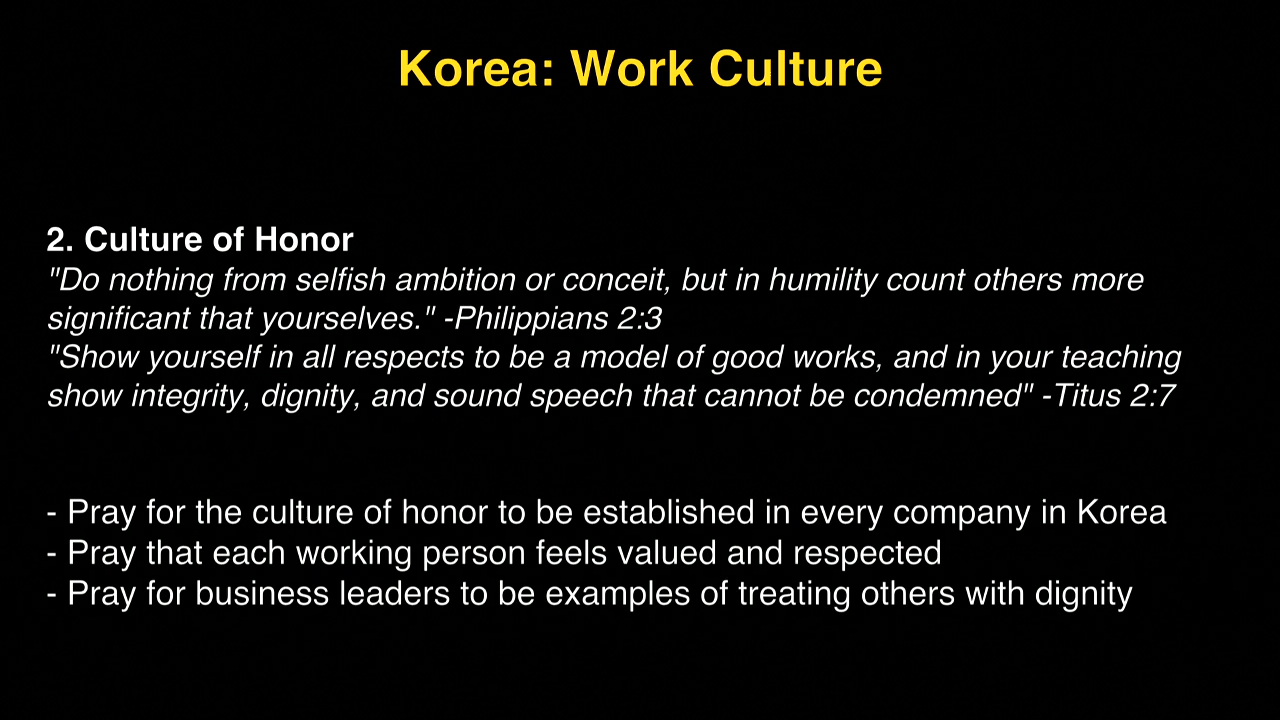 Korea: Work Culture
2. Culture of Honor
"Do nothing from selfish ambition or conceit, but in humility count others more
significant that yourselves." -Philippians 2:3
"Show yourself in all respects to be a model of good works, and in your teaching
show integrity, dignity, and sound speech that cannot be condemned" -Titus 2:7
- Pray for the culture of honor to be established in every company in Korea
- Pray that each working person feels valued and respected
- Pray for business leaders to be examples of treating others with dignity